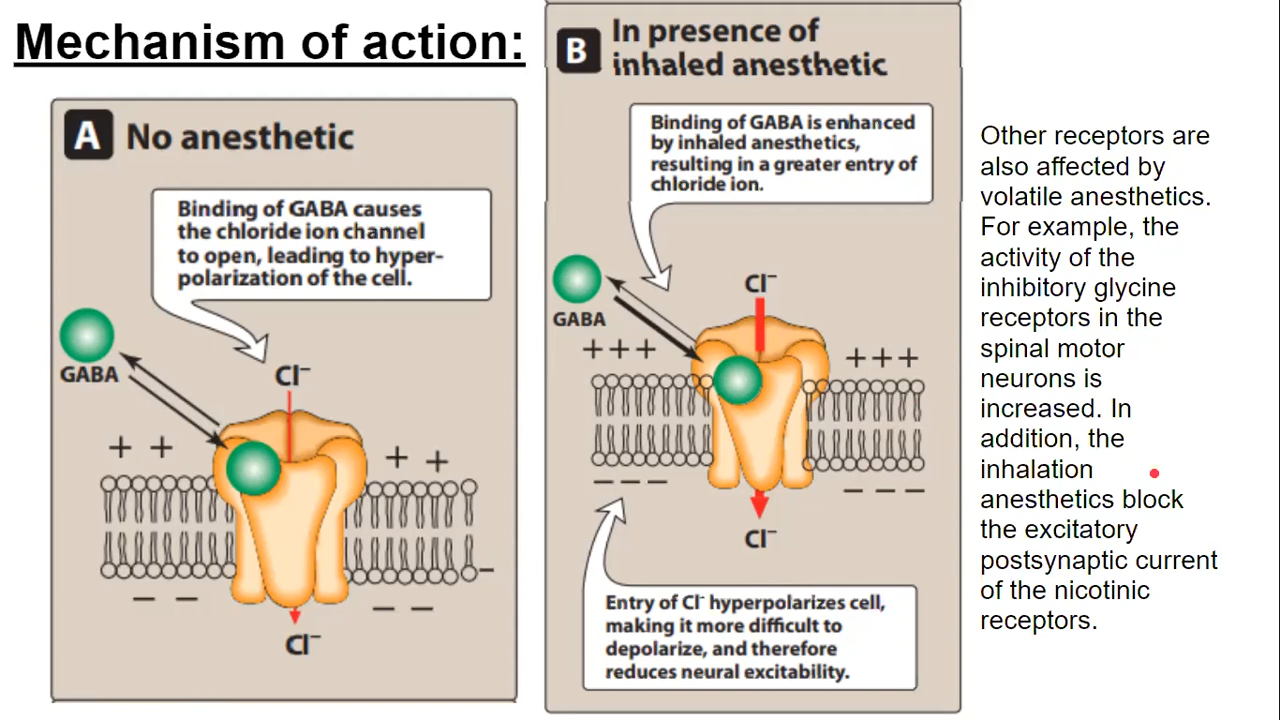 Mechanism of action:
A No anesthetic
Binding of GABA causes
the chloride ion channel
to open, leading to hyper-
polarization of the cell.
GABA
Cl⁻
+ +
+ +
− −
− −
−
Cl⁻
B In presence of
inhaled anesthetic
Binding of GABA is enhanced
by inhaled anesthetics,
resulting in a greater entry of
chloride ion.
Cl⁻
GABA
+ + +
+ + +
− − −
− − −
Cl⁻
Entry of Cl⁻ hyperpolarizes cell,
making it more difficult to
depolarize, and therefore
reduces neural excitability.
Other receptors are
also affected by
volatile anesthetics.
For example, the
activity of the
inhibitory glycine
receptors in the
spinal motor
neurons is
increased. In
addition, the
inhalation
anesthetics block
the excitatory
postsynaptic current
of the nicotinic
receptors.